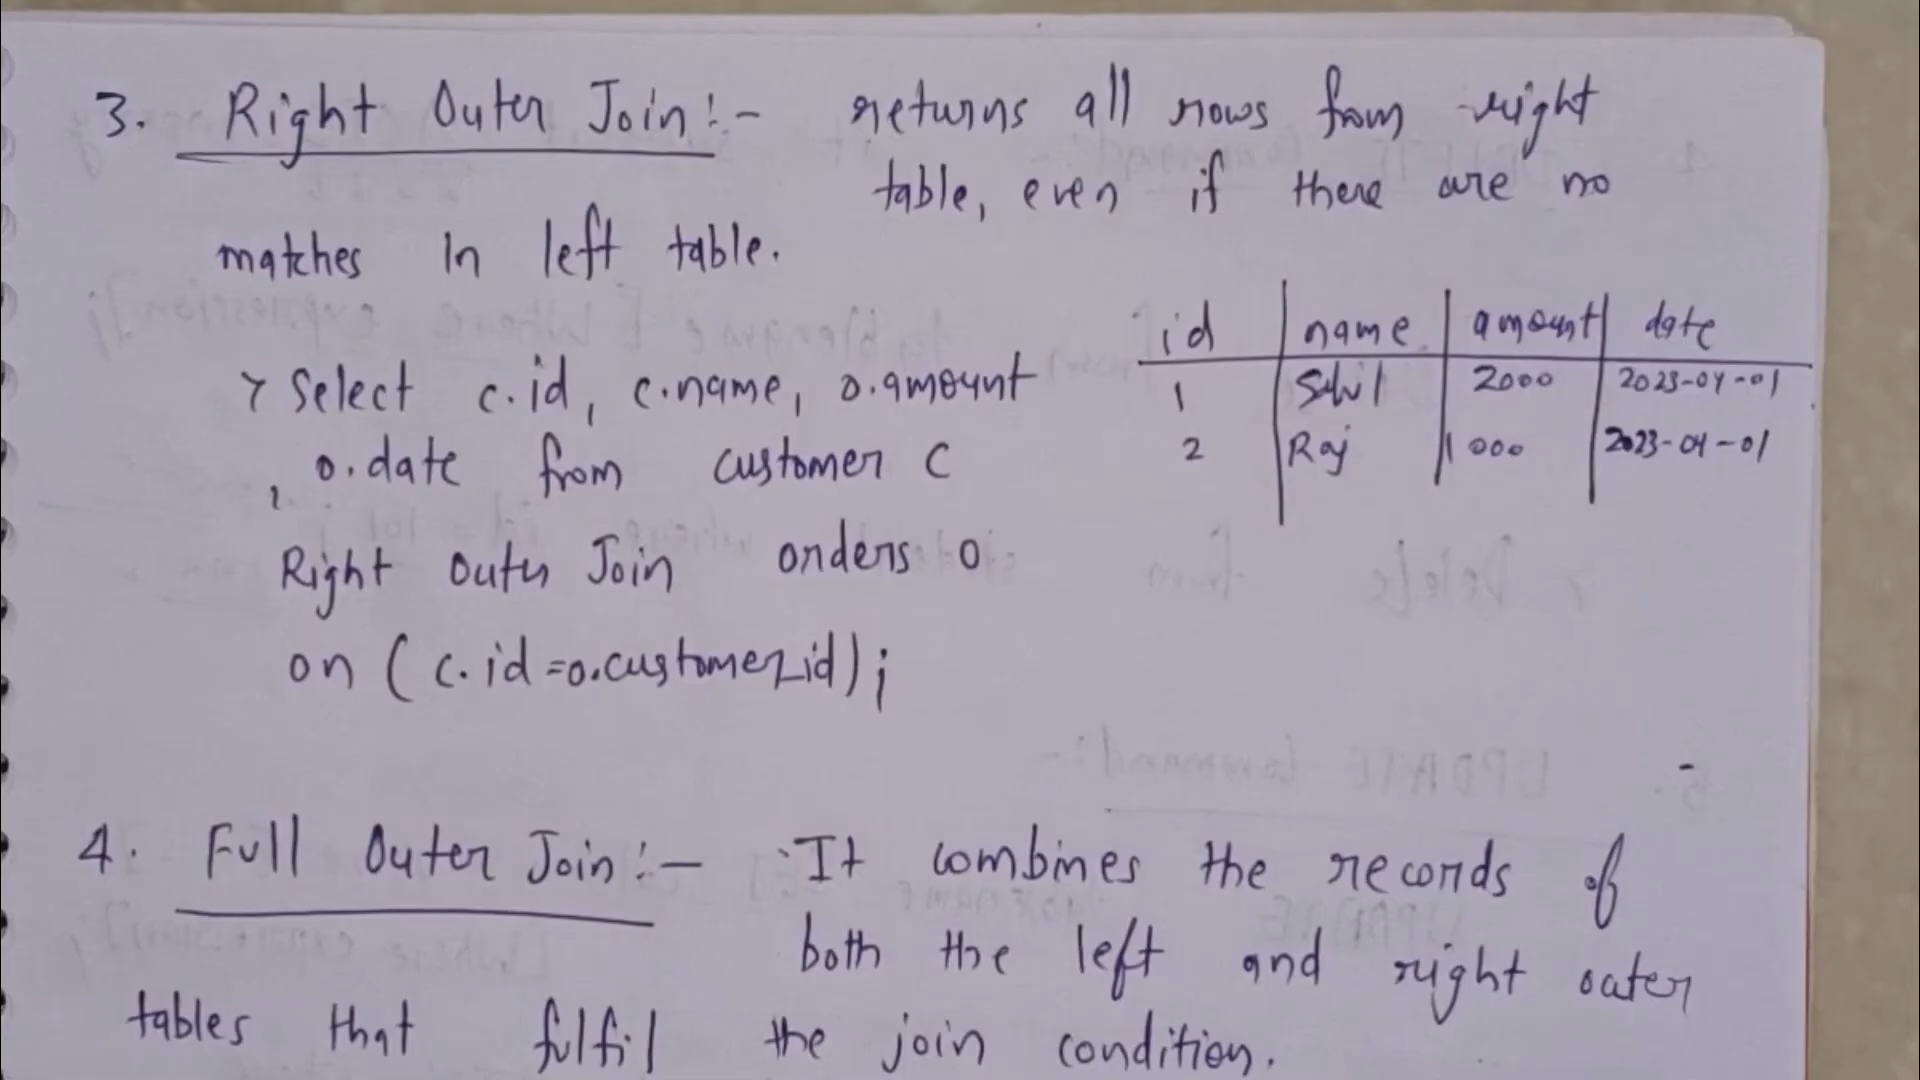 3. Right Outer Join:- returns all rows from right
table, even if there are no
matches in left table.
> Select c.id, c.name, o.amount
, o.date from customer c
Right Outer Join orders o
on (c.id=o.customer_id);
id name amount date
1 2000 2023-04-01
2 Raj 1000 2023-04-01
4. Full Outer Join:- It combines the records of
both the left and right outer
tables that fulfil the join condition.